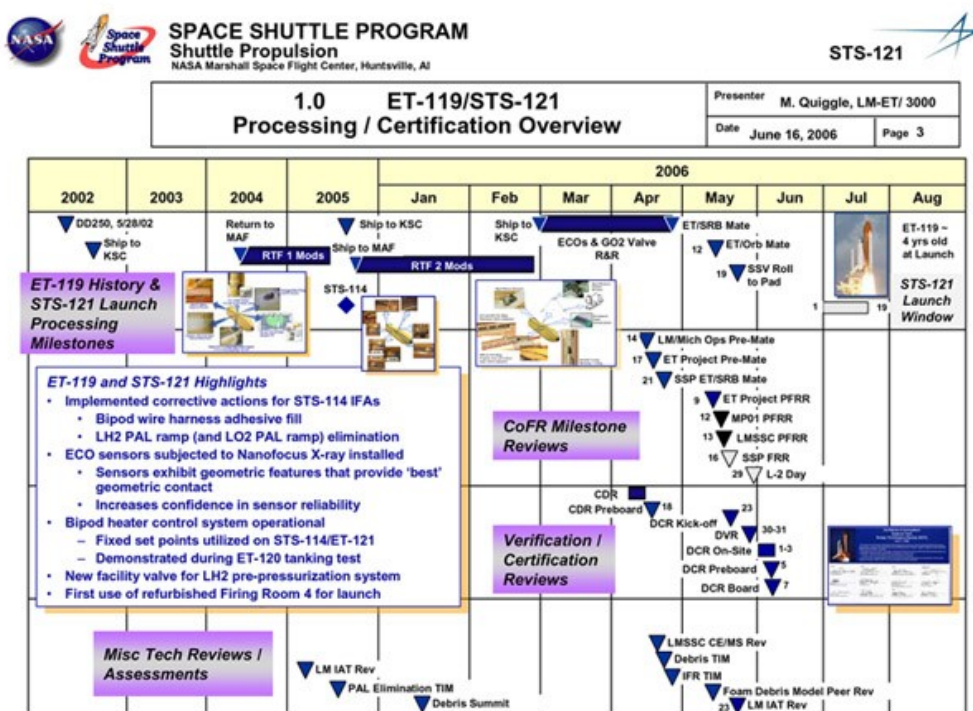 NASA
Space
Shuttle
Program
SPACE SHUTTLE PROGRAM
Shuttle Propulsion
NASA Marshall Space Flight Center, Huntsville, Al
STS-121
1.0 ET-119/STS-121
Processing / Certification Overview
Presenter M. Quiggle, LM-ET/ 3000
Date June 16, 2006 Page 3
2006
2002 2003 2004 2005 Jan Feb Mar Apr May Jun Jul Aug
DD250, 5/28/02
Ship to
KSC
Return to
MAF
RTF 1 Mods
Ship to KSC
Ship to MAF
RTF 2 Mods
STS-114
Ship to
KSC
ECOs & GO2 Valve
R&R
ET/SRB Mate
12 ET/Orb Mate
19 SSV Roll
to Pad
1 19
ET-119 ~
4 yrs old
at Launch
STS-121
Launch
Window
ET-119 History &
STS-121 Launch
Processing
Milestones
ET-119 and STS-121 Highlights
• Implemented corrective actions for STS-114 IFAs
• Bipod wire harness adhesive fill
• LH2 PAL ramp (and LO2 PAL ramp) elimination
• ECO sensors subjected to Nanofocus X-ray installed
• Sensors exhibit geometric features that provide ‘best’
geometric contact
• Increases confidence in sensor reliability
• Bipod heater control system operational
– Fixed set points utilized on STS-114/ET-121
– Demonstrated during ET-120 tanking test
• New facility valve for LH2 pre-pressurization system
• First use of refurbished Firing Room 4 for launch
CoFR Milestone
Reviews
14 LM/Mich Ops Pre-Mate
17 ET Project Pre-Mate
21 SSP ET/SRB Mate
9 ET Project PFRR
12 MP01 PFRR
13 LMSSC PFRR
16 SSP FRR
29 L-2 Day
Verification /
Certification
Reviews
CDR
CDR Preboard 18
DCR Kick-off 23
DVR 30-31
DCR On-Site 1-3
DCR Preboard 5
DCR Board 7
Misc Tech Reviews /
Assessments
LM IAT Rev
PAL Elimination TIM
Debris Summit
LMSSC CE/MS Rev
Debris TIM
IFR TIM
Foam Debris Model Peer Rev
23 LM IAT Rev